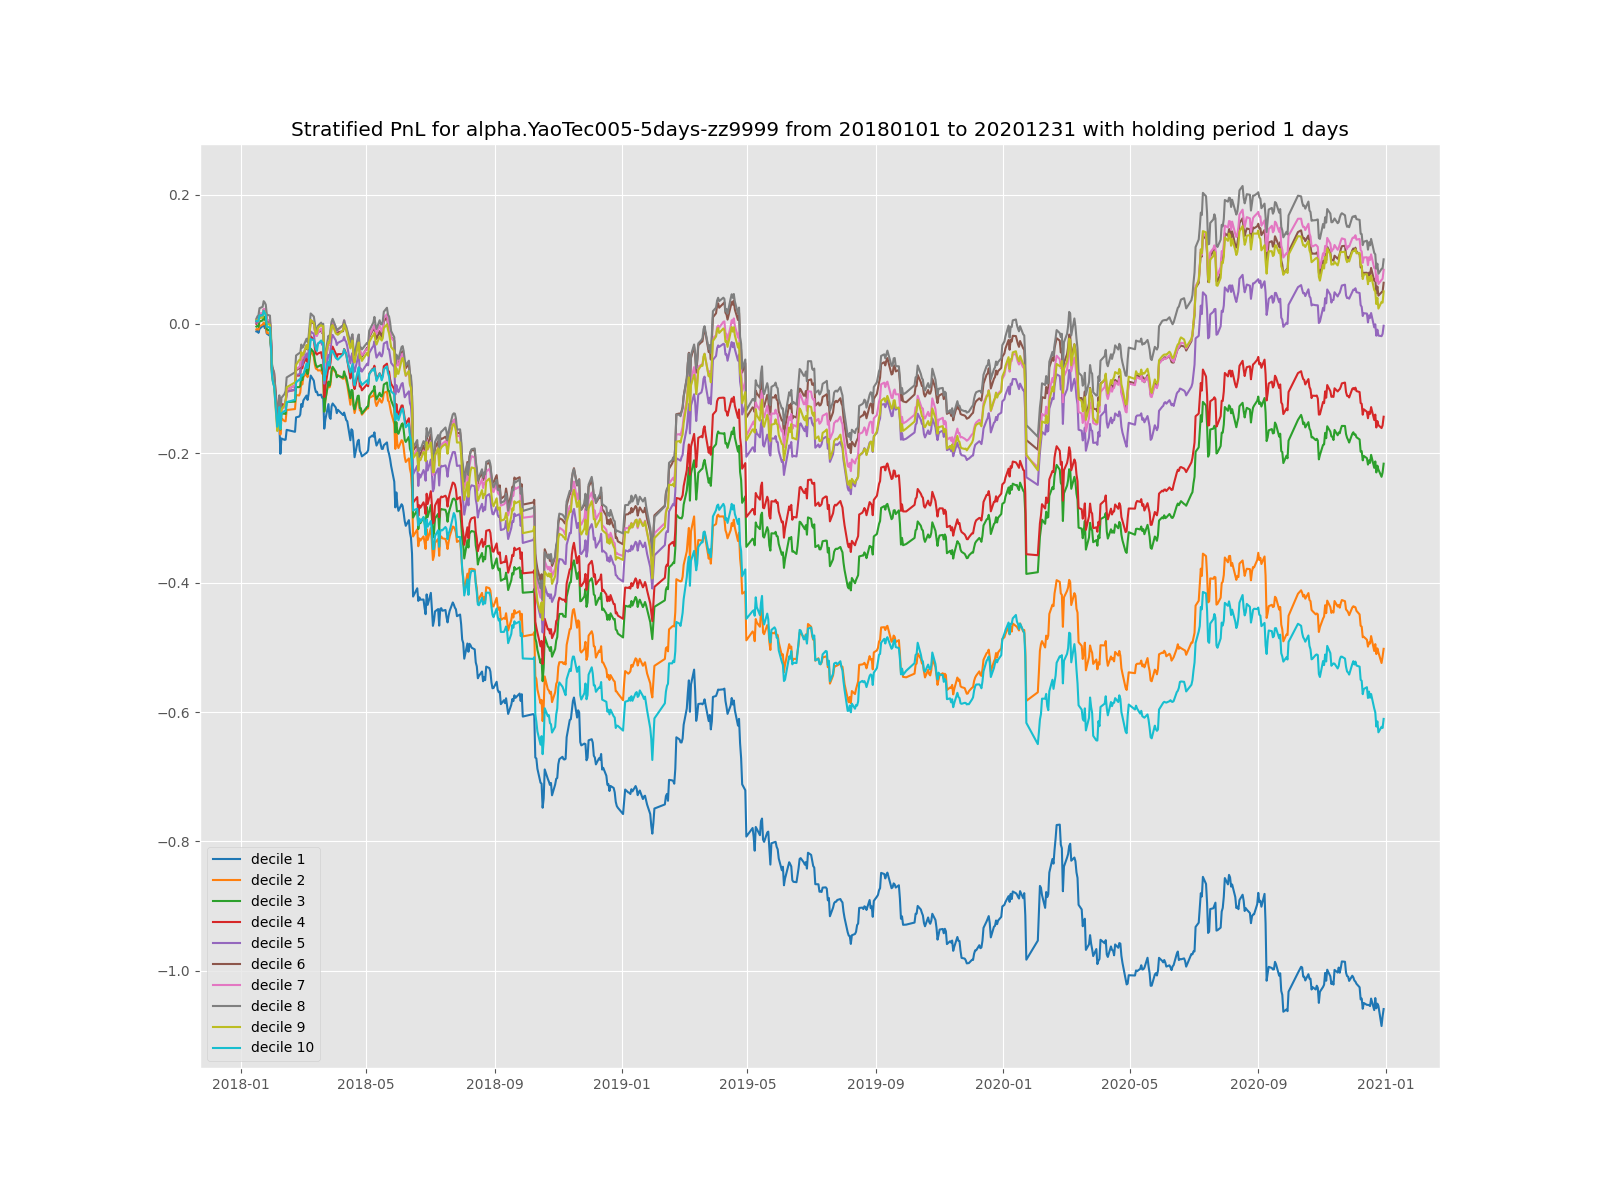 Stratified PnL for alpha.YaoTec005-5days-zz9999 from 20180101 to 20201231 with holding period 1 days
0.2
0.0
−0.2
−0.4
−0.6
−0.8
−1.0
decile 1
decile 2
decile 3
decile 4
decile 5
decile 6
decile 7
decile 8
decile 9
decile 10
2018-01 2018-05 2018-09 2019-01 2019-05 2019-09 2020-01 2020-05 2020-09 2021-01